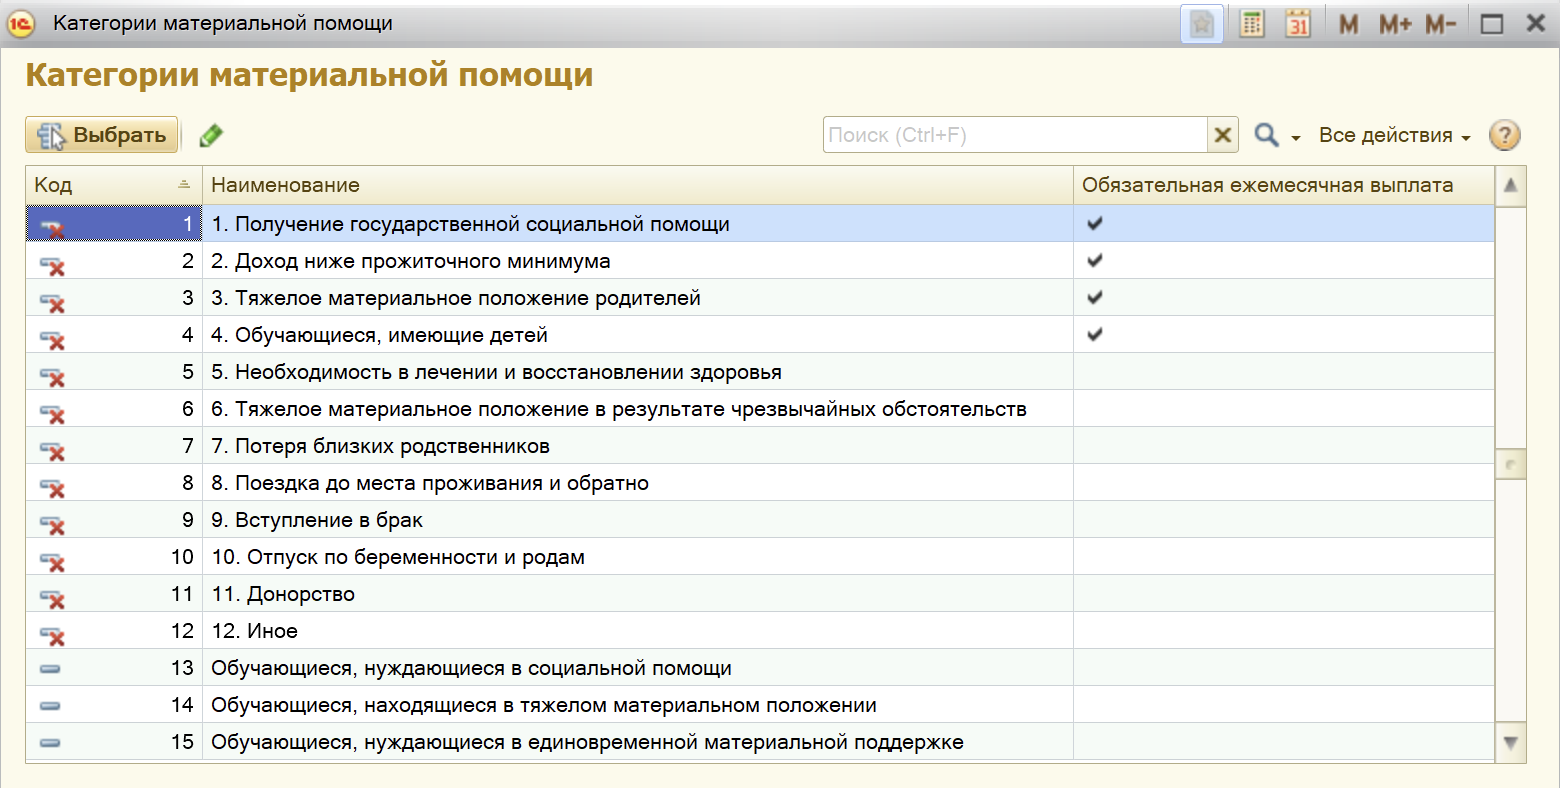 1С Категории материальной помощи 31 M M+ M-
Категории материальной помощи
Выбрать Поиск (Ctrl+F) Все действия ?
Код Наименование Обязательная ежемесячная выплата
1 1. Получение государственной социальной помощи
2 2. Доход ниже прожиточного минимума
3 3. Тяжелое материальное положение родителей
4 4. Обучающиеся, имеющие детей
5 5. Необходимость в лечении и восстановлении здоровья
6 6. Тяжелое материальное положение в результате чрезвычайных обстоятельств
7 7. Потеря близких родственников
8 8. Поездка до места проживания и обратно
9 9. Вступление в брак
10 10. Отпуск по беременности и родам
11 11. Донорство
12 12. Иное
13 Обучающиеся, нуждающиеся в социальной помощи
14 Обучающиеся, находящиеся в тяжелом материальном положении
15 Обучающиеся, нуждающиеся в единовременной материальной поддержке